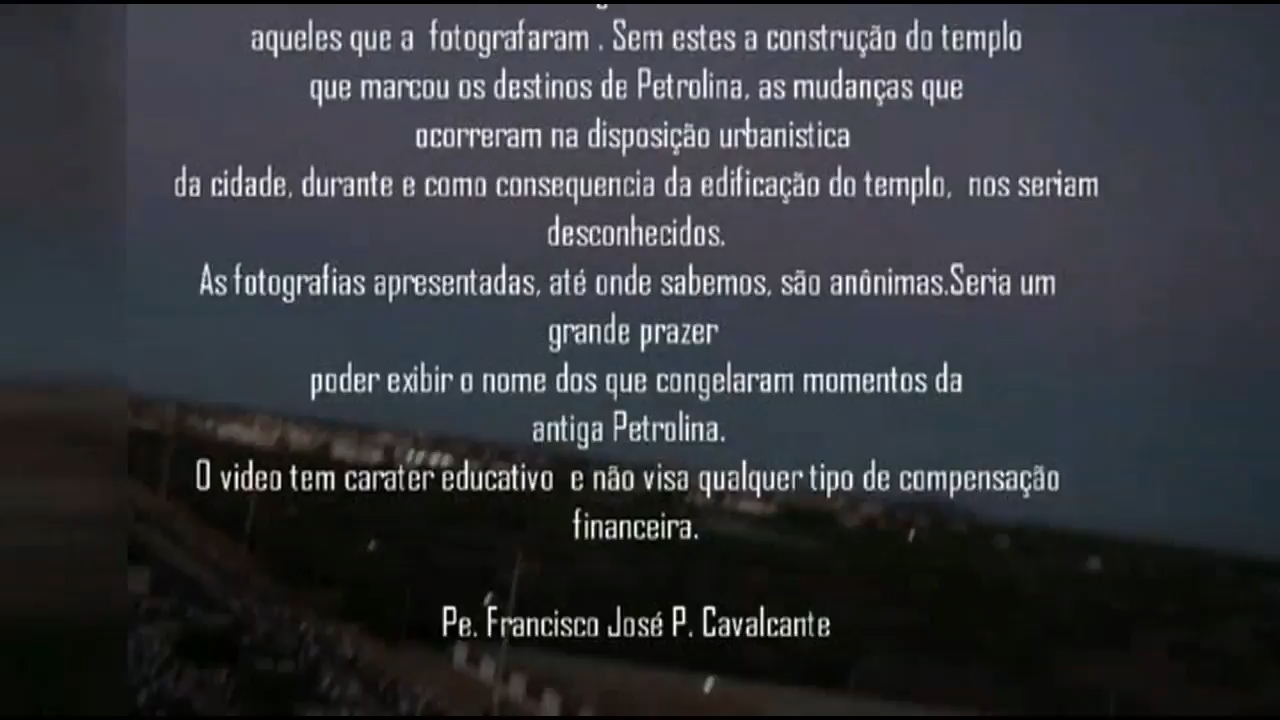 aqueles que a fotografaram . Sem estes a construção do templo
que marcou os destinos de Petrolina, as mudanças que
ocorreram na disposição urbanistica
da cidade, durante e como consequencia da edificação do templo, nos seriam
desconhecidos.
As fotografias apresentadas, até onde sabemos, são anônimas.Seria um
grande prazer
poder exibir o nome dos que congelaram momentos da
antiga Petrolina.
O video tem carater educativo e não visa qualquer tipo de compensação
financeira.
Pe. Francisco José P. Cavalcante